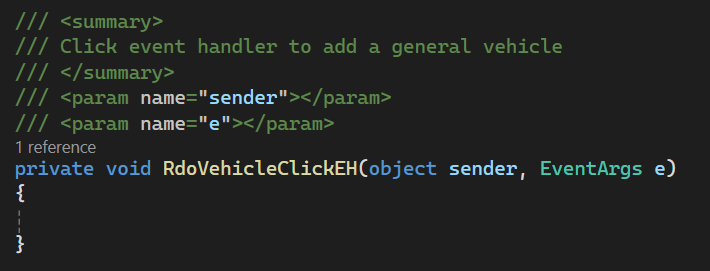 /// <summary>
/// Click event handler to add a general vehicle
/// </summary>
/// <param name="sender"></param>
/// <param name="e"></param>
1 reference
private void RdoVehicleClickEH(object sender, EventArgs e)
{
}